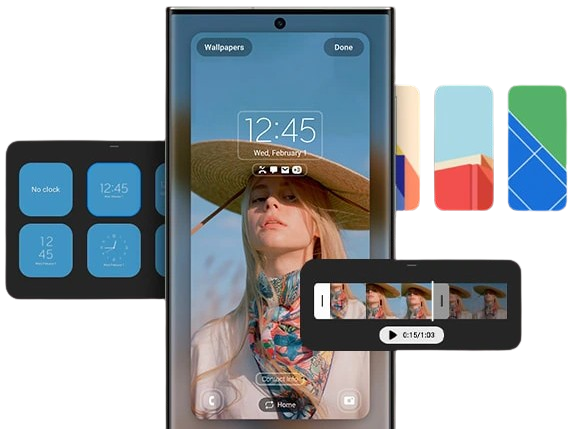 Wallpapers
Done
12:45
Wed, February 1
+3
No clock
12:45
12
45
Contact info
Home
0:15/1:03